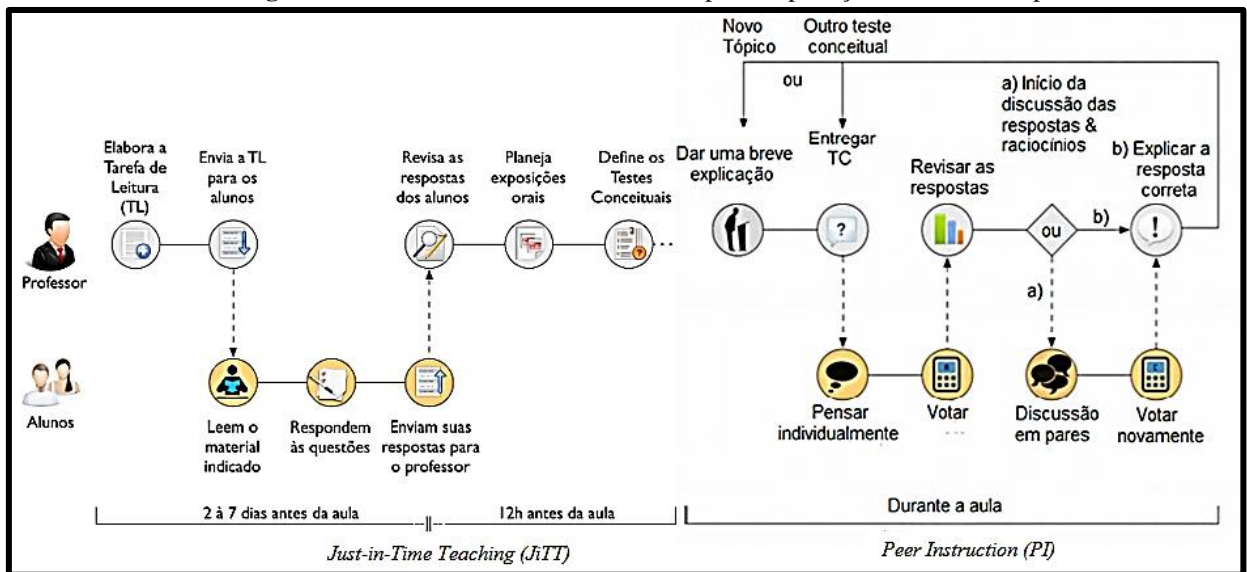 Novo
Tópico
Outro teste
conceitual
ou
a) Início da
discussão das
respostas &
raciocínios
b) Explicar a
resposta
correta
Elabora a
Tarefa de
Leitura
(TL)
Envia a TL
para os
alunos
Revisa as
respostas
dos alunos
Planeja
exposições
orais
Define os
Testes
Conceituais
Dar uma breve
explicação
Entregar
TC
Revisar as
respostas
?
...
?
ou
b)
!
Professor
a)
Alunos
Leem o
material
indicado
Respondem
às questões
Enviam suas
respostas para
o professor
Pensar
individualmente
Votar
...
Discussão
em pares
Votar
novamente
2 à 7 dias antes da aula
12h antes da aula
Durante a aula
Just-in-Time Teaching (JiTT)
Peer Instruction (PI)